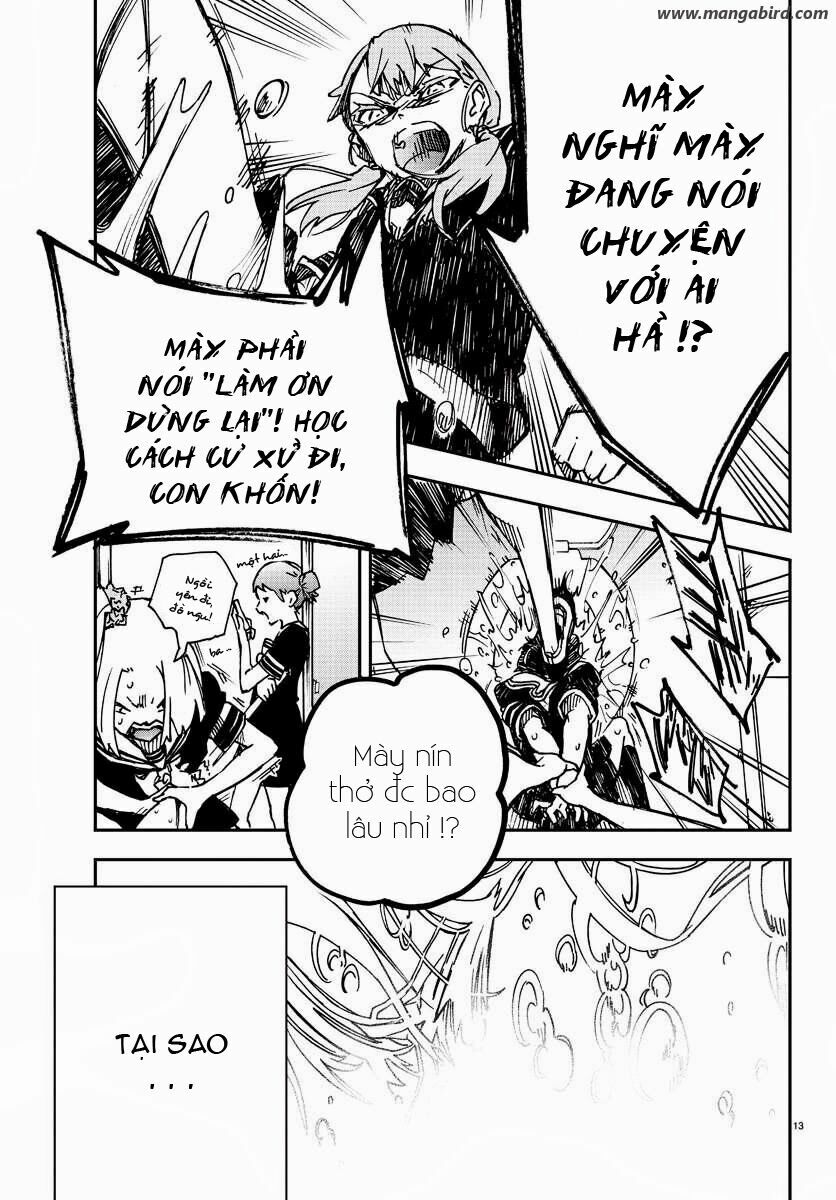 www.mangabird.com
MÀY
NGHĨ MÀY
ĐANG NÓI
CHUYỆN
VỚI AI
HẢ !?
MÀY PHẢI
NÓI "LÀM ƠN
DỪNG LẠI"! HỌC
CÁCH CƯ XỬ ĐI,
CON KHỐN!
một hai...
Ngồi
yên đi,
đồ ngu!
ba...
Mày nín
thở đc bao
lâu nhỉ !?
TẠI SAO
. . .
13